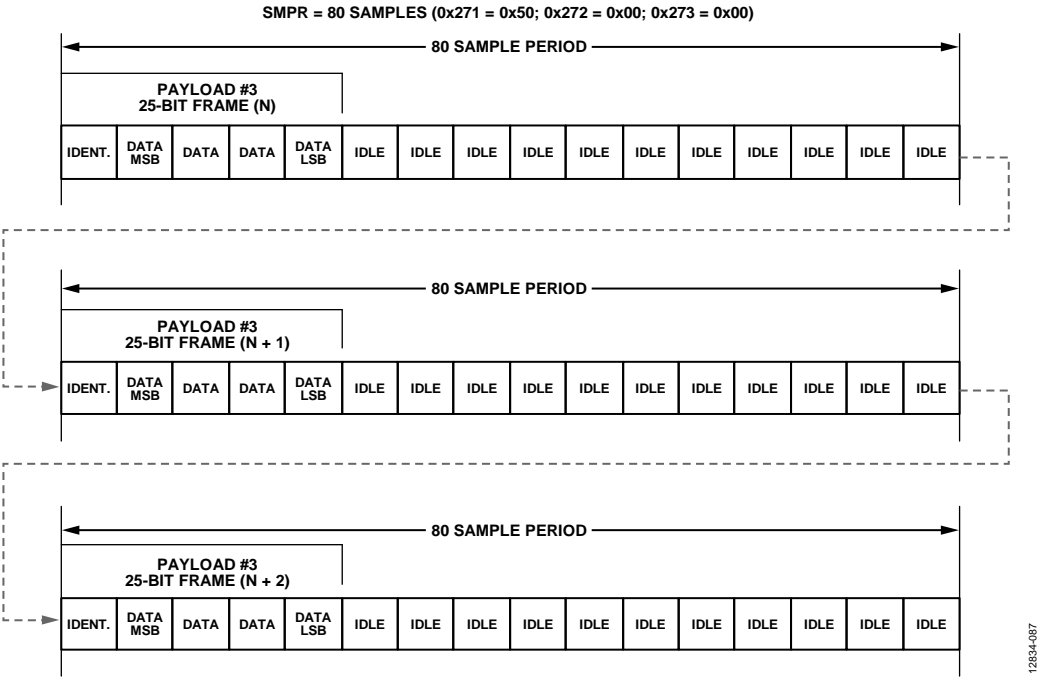 SMPR = 80 SAMPLES (0x271 = 0x50; 0x272 = 0x00; 0x273 = 0x00)
80 SAMPLE PERIOD
PAYLOAD #3
25-BIT FRAME (N)
IDENT. DATA MSB DATA DATA DATA LSB IDLE IDLE IDLE IDLE IDLE IDLE IDLE IDLE IDLE IDLE IDLE
80 SAMPLE PERIOD
PAYLOAD #3
25-BIT FRAME (N + 1)
IDENT. DATA MSB DATA DATA DATA LSB IDLE IDLE IDLE IDLE IDLE IDLE IDLE IDLE IDLE IDLE IDLE
80 SAMPLE PERIOD
PAYLOAD #3
25-BIT FRAME (N + 2)
IDENT. DATA MSB DATA DATA DATA LSB IDLE IDLE IDLE IDLE IDLE IDLE IDLE IDLE IDLE IDLE IDLE
12834-087